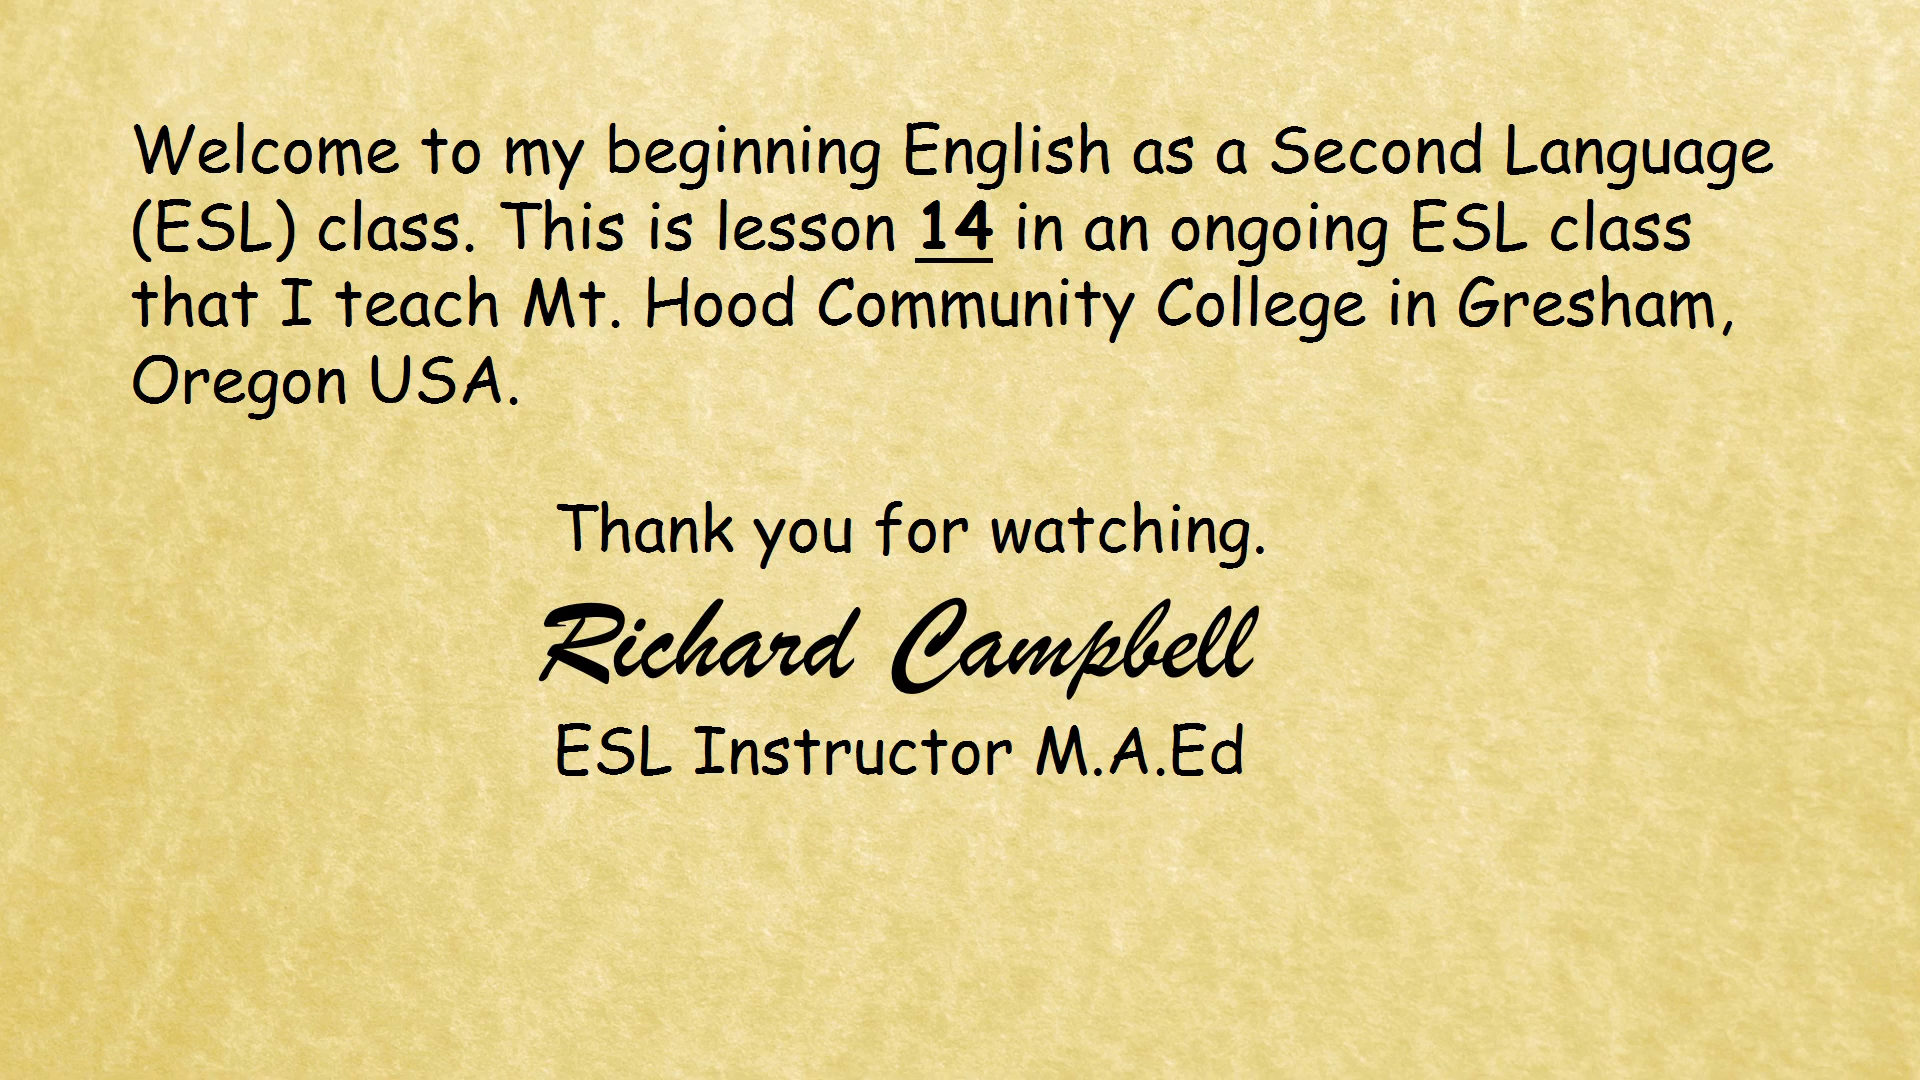 Welcome to my beginning English as a Second Language
(ESL) class. This is lesson 14 in an ongoing ESL class
that I teach Mt. Hood Community College in Gresham,
Oregon USA.
Thank you for watching.
Richard Campbell
ESL Instructor M.A.Ed